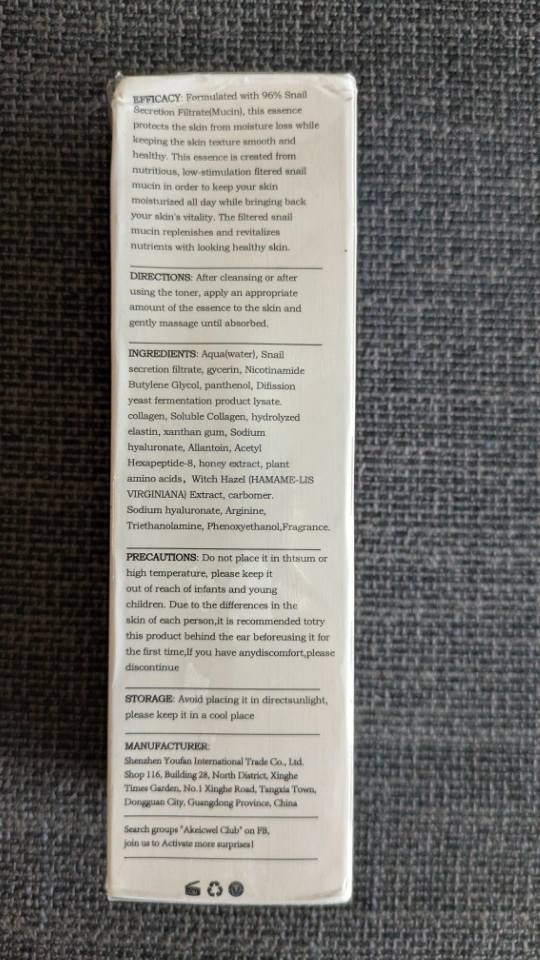 EFFICACY: Formulated with 96% Snail
Secretion Filtrate(Mucin), this essence
protects the skin from moisture loss while
keeping the skin texture smooth and
healthy. This essence is created from
nutritious, low-stimulation fltered snail
mucin in order to keep your skin
moisturized all day while bringing back
your skin's vitality. The filtered snail
mucin replenishes and revitalizes
nutrients with looking healthy skin.
DIRECTIONS: After cleansing or after
using the toner, apply an appropriate
amount of the essence to the skin and
gently massage until absorbed.
INGREDIENTS: Aqua(water), Snail
secretion filtrate, gycerin, Nicotinamide
Butylene Glycol, panthenol, Difission
yeast fermentation product lysate.
collagen, Soluble Collagen, hydrolyzed
elastin, xanthan gum, Sodium
hyaluronate, Allantoin, Acetyl
Hexapeptide-8, honey extract, plant
amino acids, Witch Hazel (HAMAME-LIS
VIRGINIANA) Extract, carbomer.
Sodium hyaluronate, Arginine,
Triethanolamine, Phenoxyethanol,Fragrance.
PRECAUTIONS: Do not place it in thtsum or
high temperature, please keep it
out of reach of infants and young
children. Due to the differences in the
skin of each person,it is recommended totry
this product behind the ear beforeusing it for
the first time,lf you have anydiscomfort,please
discontinue
STORAGE: Avoid placing it in directsunlight,
please keep it in a cool place
MANUFACTURER:
Shenzhen Youfan International Trade Co., Ltd.
Shop 116, Building 28, North District, Xinghe
Times Garden, No.1 Xinghe Road, Tangxia Town,
Dongguan City, Guangdong Province, China
Search groups "Akeicwel Club" on FB,
join us to Activate more surprises!